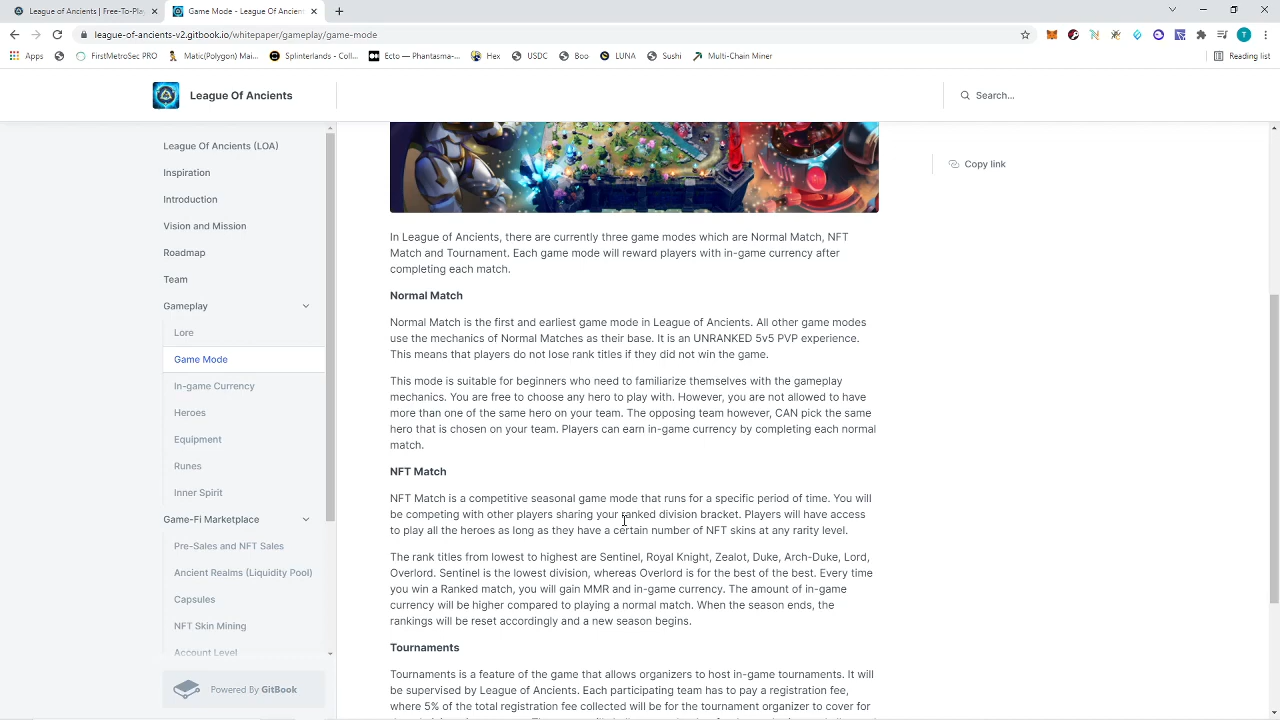 League of Ancients | Free-To-Play
Game Mode - League Of Ancient
league-of-ancients-v2.gitbook.io/whitepaper/gameplay/game-mode
Apps
FirstMetroSec PRO
Matic(Polygon) Mai...
Splinterlands - Coll...
Ecto — Phantasma-...
Hex
USDC
Boo
LUNA
Sushi
Multi-Chain Miner
Reading list
T
League Of Ancients
Search...
League Of Ancients (LOA)
Inspiration
Introduction
Vision and Mission
Roadmap
Team
Gameplay
Lore
Game Mode
In-game Currency
Heroes
Equipment
Runes
Inner Spirit
Game-Fi Marketplace
Pre-Sales and NFT Sales
Ancient Realms (Liquidity Pool)
Capsules
NFT Skin Mining
Account Level
Powered By GitBook
Copy link
In League of Ancients, there are currently three game modes which are Normal Match, NFT
Match and Tournament. Each game mode will reward players with in-game currency after
completing each match.
Normal Match
Normal Match is the first and earliest game mode in League of Ancients. All other game modes
use the mechanics of Normal Matches as their base. It is an UNRANKED 5v5 PVP experience.
This means that players do not lose rank titles if they did not win the game.
This mode is suitable for beginners who need to familiarize themselves with the gameplay
mechanics. You are free to choose any hero to play with. However, you are not allowed to have
more than one of the same hero on your team. The opposing team however, CAN pick the same
hero that is chosen on your team. Players can earn in-game currency by completing each normal
match.
NFT Match
NFT Match is a competitive seasonal game mode that runs for a specific period of time. You will
be competing with other players sharing your ranked division bracket. Players will have access
to play all the heroes as long as they have a certain number of NFT skins at any rarity level.
The rank titles from lowest to highest are Sentinel, Royal Knight, Zealot, Duke, Arch-Duke, Lord,
Overlord. Sentinel is the lowest division, whereas Overlord is for the best of the best. Every time
you win a Ranked match, you will gain MMR and in-game currency. The amount of in-game
currency will be higher compared to playing a normal match. When the season ends, the
rankings will be reset accordingly and a new season begins.
Tournaments
Tournaments is a feature of the game that allows organizers to host in-game tournaments. It will
be supervised by League of Ancients. Each participating team has to pay a registration fee,
where 5% of the total registration fee collected will be for the tournament organizer to cover for